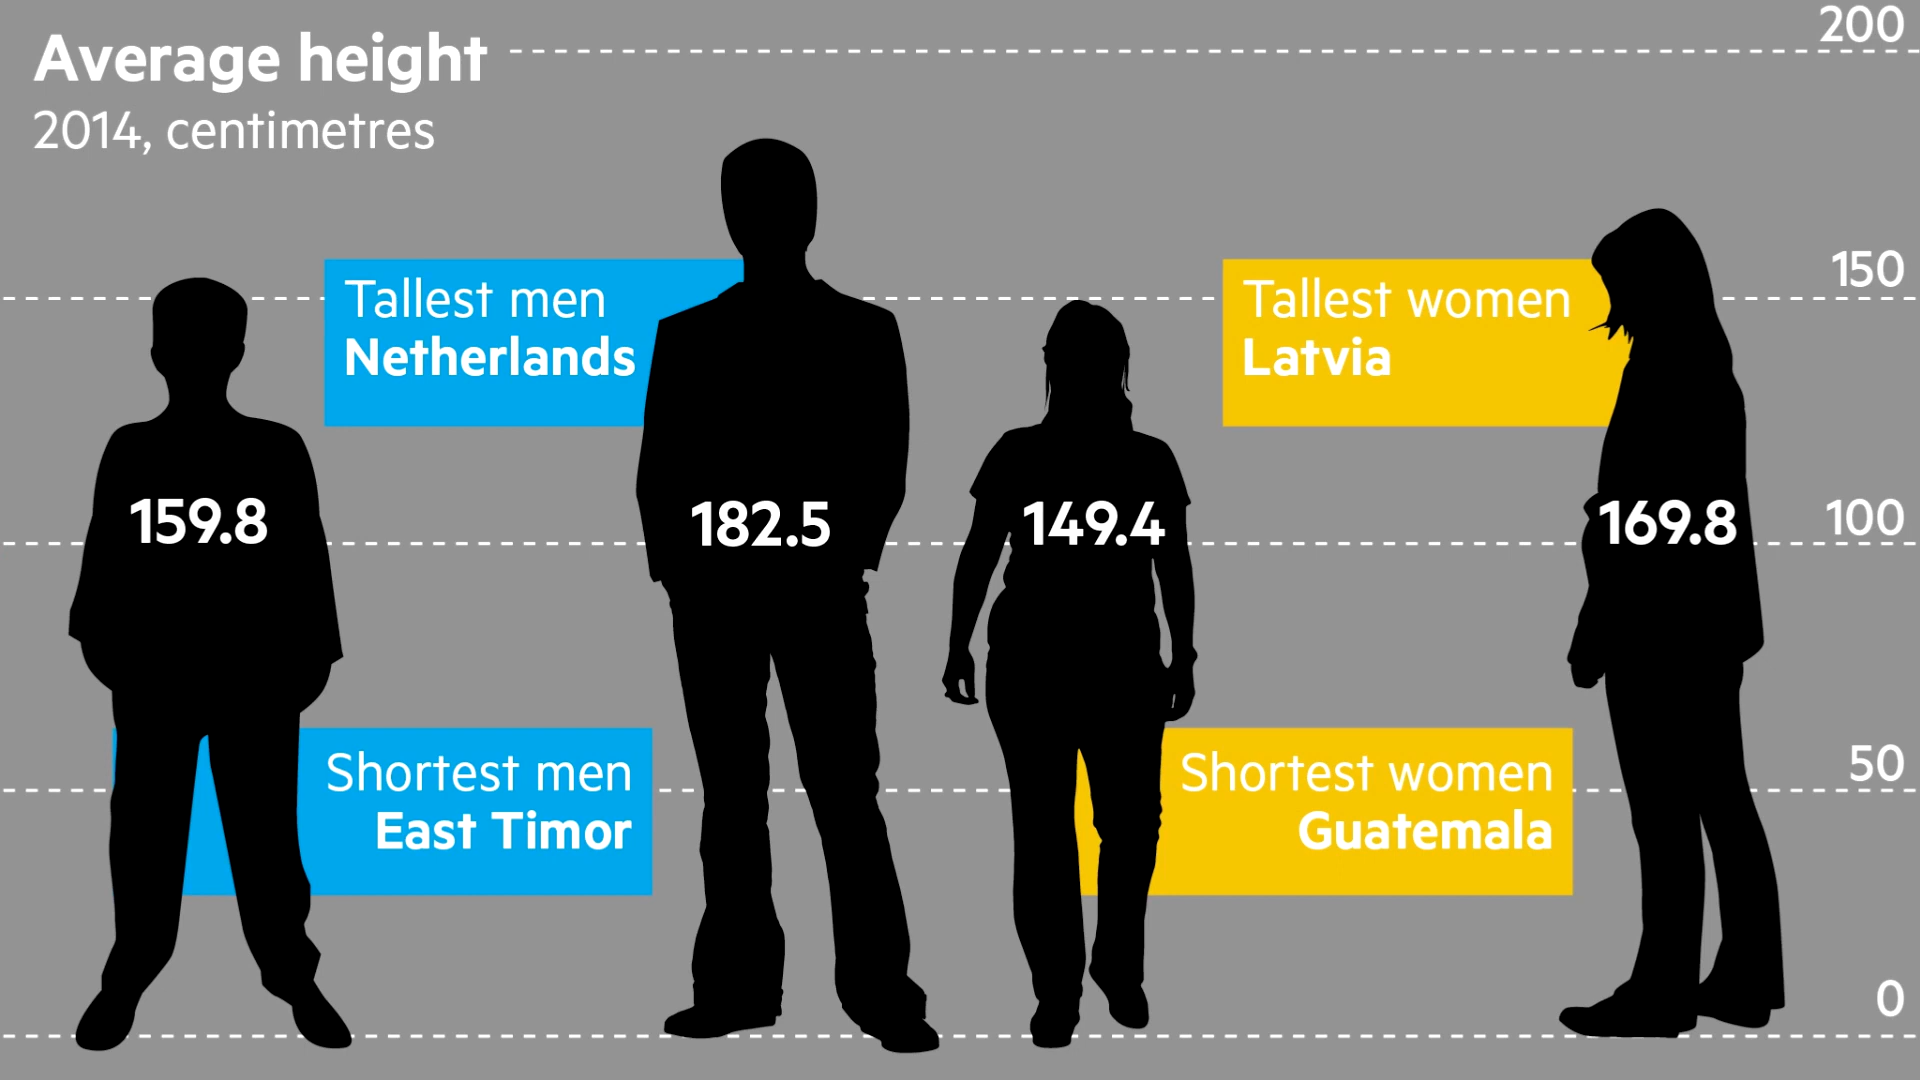 Average height
2014, centimetres
200
150
100
50
0
Tallest men
Netherlands
Tallest women
Latvia
159.8
182.5
149.4
169.8
Shortest men
East Timor
Shortest women
Guatemala